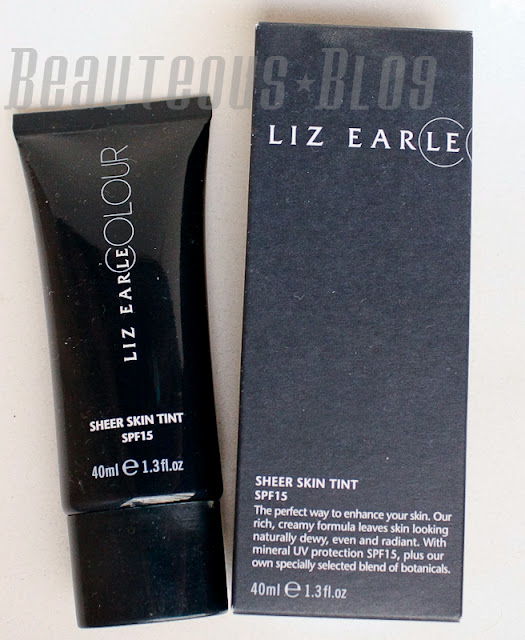 Beauteous★Blog
LIZ EARLE COLOUR
SHEER SKIN TINT
SPF15
40ml ℮ 1.3fl.oz
LIZ EARLE
SHEER SKIN TINT
SPF15
The perfect way to enhance your skin. Our
rich, creamy formula leaves skin looking
naturally dewy, even and radiant. With
mineral UV protection SPF15, plus our
own specially selected blend of botanicals.
40ml ℮ 1.3fl.oz